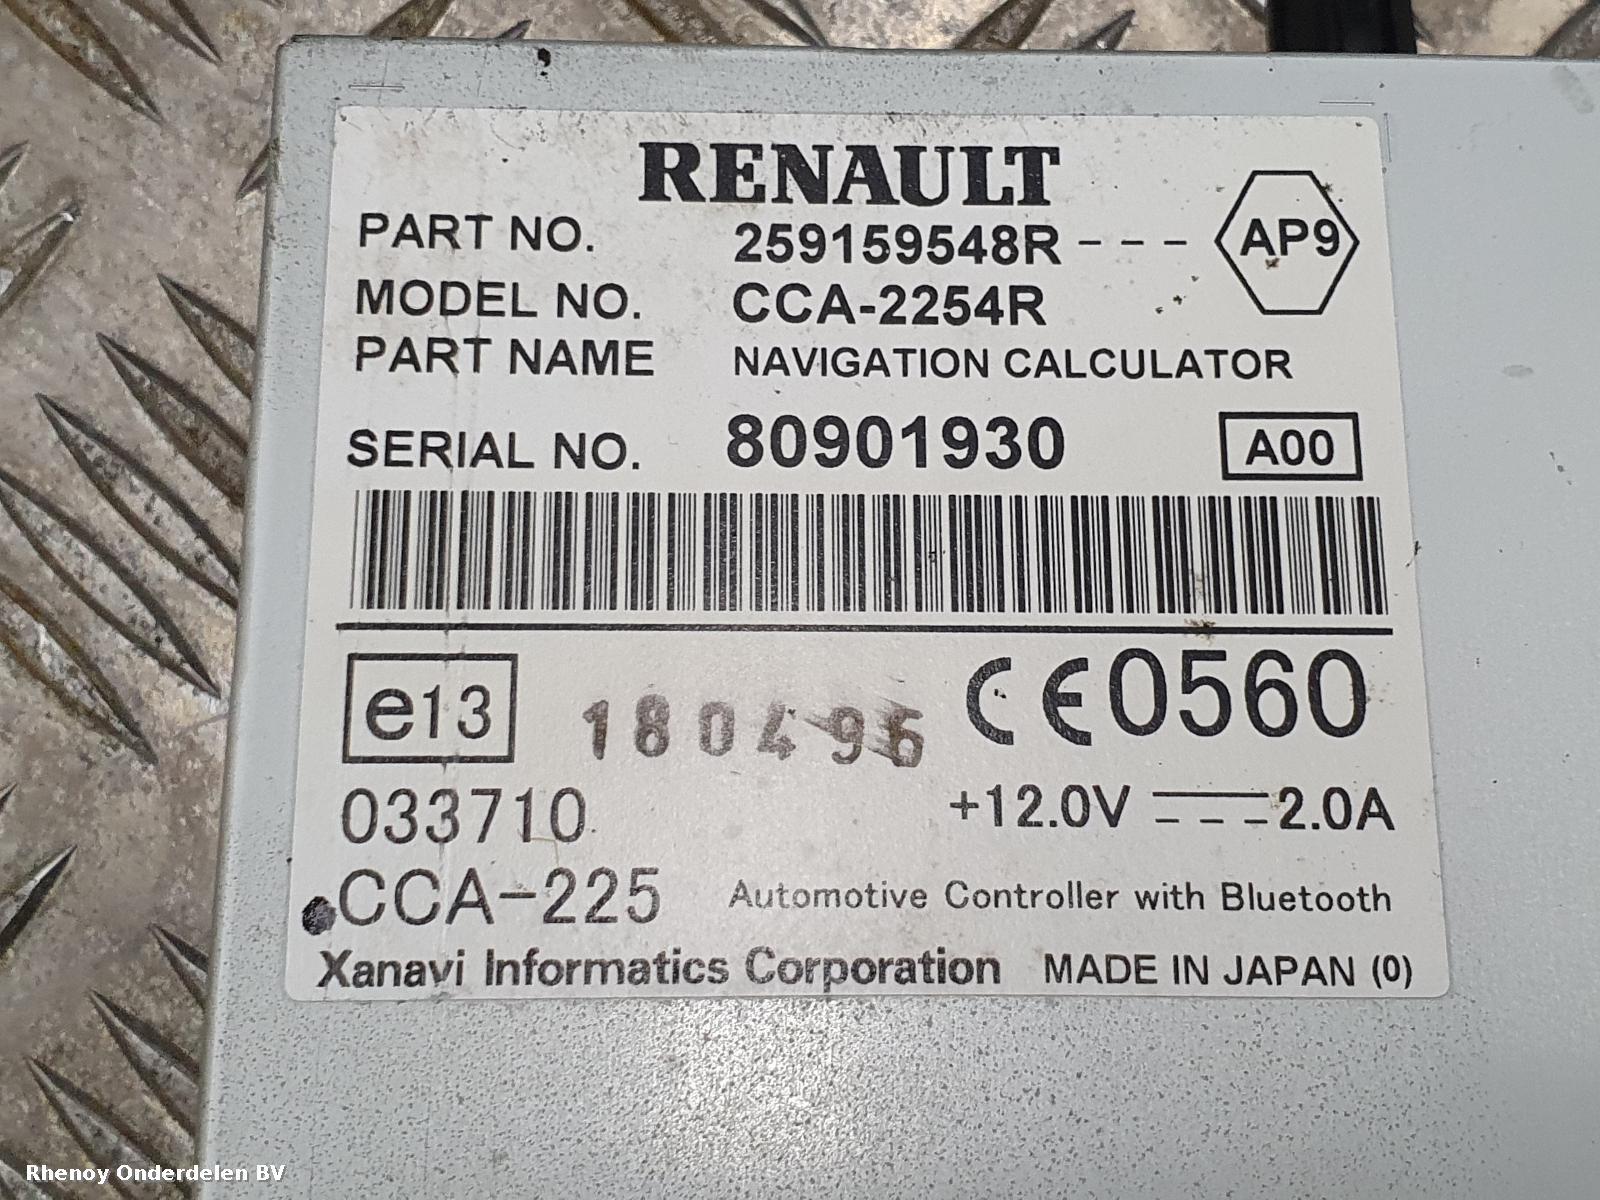 RENAULT
PART NO. 259159548R - - - AP9
MODEL NO. CCA-2254R
PART NAME NAVIGATION CALCULATOR
SERIAL NO. 80901930 A00
e13 180496 CE0560
033710 +12.0V 2.0A
CCA-225 Automotive Controller with Bluetooth
Xanavi Informatics Corporation MADE IN JAPAN (0)
Rhenoy Onderdelen BV